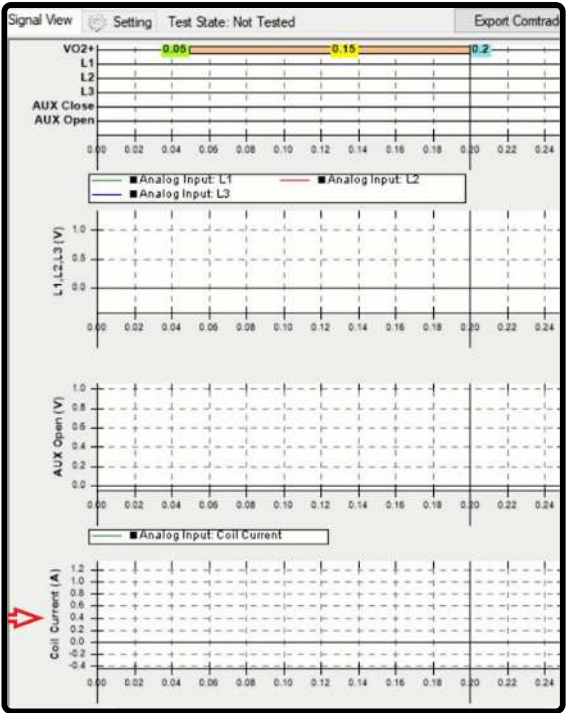 Signal View Setting Test State: Not Tested Export Comtrad
VO2+ 0.05 0.15 0.2
L1
L2
L3
AUX Close
AUX Open
0.00 0.02 0.04 0.06 0.08 0.10 0.12 0.14 0.16 0.18 0.20 0.22 0.24
Analog Input: L1 Analog Input: L2
Analog Input: L3
L1,L2,L3 (V)
1.0
0.5
0.0
0.00 0.02 0.04 0.06 0.08 0.10 0.12 0.14 0.16 0.18 0.20 0.22 0.24
AUX Open (V)
1.0
0.8
0.6
0.4
0.2
0.0
0.00 0.02 0.04 0.06 0.08 0.10 0.12 0.14 0.16 0.18 0.20 0.22 0.24
Analog Input: Coil Current
Coil Current (A)
1.2
1.0
0.8
0.6
0.4
0.2
0.0
-0.2
-0.4
0.00 0.02 0.04 0.06 0.08 0.10 0.12 0.14 0.16 0.18 0.20 0.22 0.24